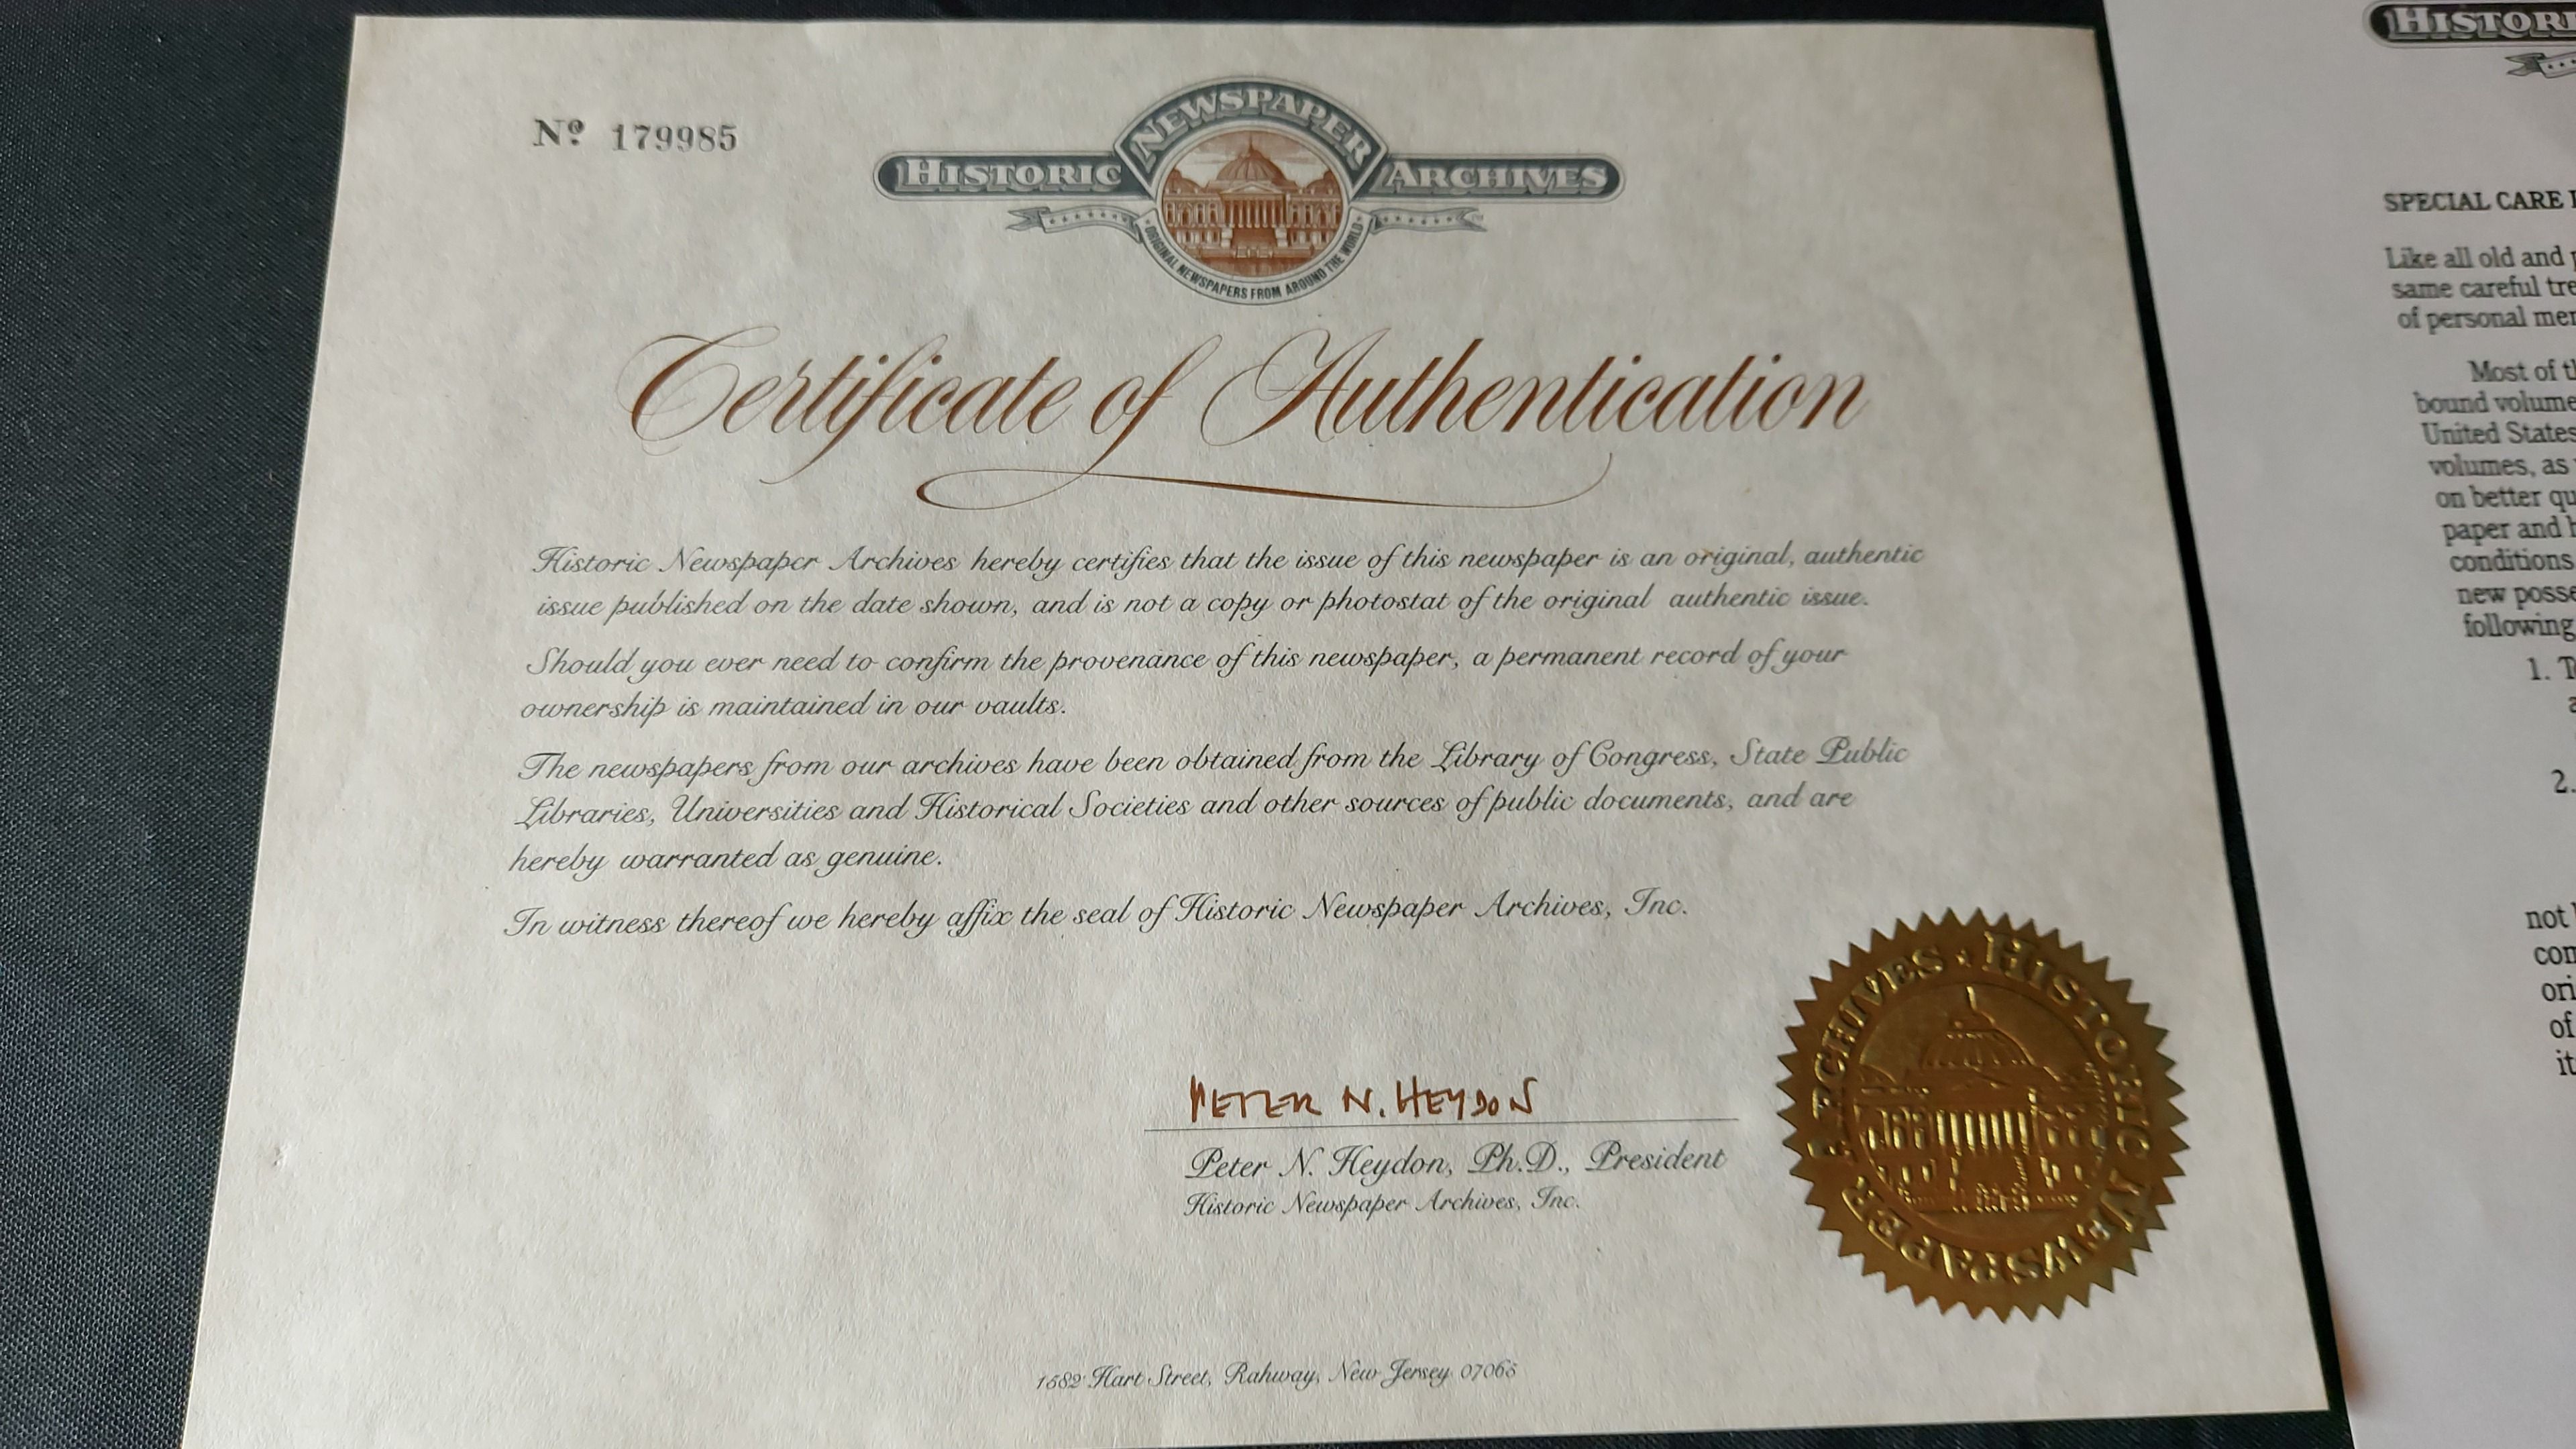 Nº 179985
HISTORIC NEWSPAPER ARCHIVES
ORIGINAL NEWSPAPERS FROM AROUND THE WORLD
Certificate of Authentication
Historic Newspaper Archives hereby certifies that the issue of this newspaper is an original, authentic
issue published on the date shown, and is not a copy or photostat of the original authentic issue.
Should you ever need to confirm the provenance of this newspaper, a permanent record of your
ownership is maintained in our vaults.
The newspapers from our archives have been obtained from the Library of Congress, State Public
Libraries, Universities and Historical Societies and other sources of public documents, and are
hereby warranted as genuine.
In witness thereof we hereby affix the seal of Historic Newspaper Archives, Inc.
PETER N. HEYDON
Peter N. Heydon, Ph.D., President
Historic Newspaper Archives, Inc.
HISTORIC NEWSPAPER ARCHIVES
1582 Hart Street, Rahway, New Jersey 07065
SPECIAL CARE
Like all old and
same careful
of personal
Most of
bound
United States
volumes, as
on better
paper and
conditions
new
following
1.
2.
not
of
it